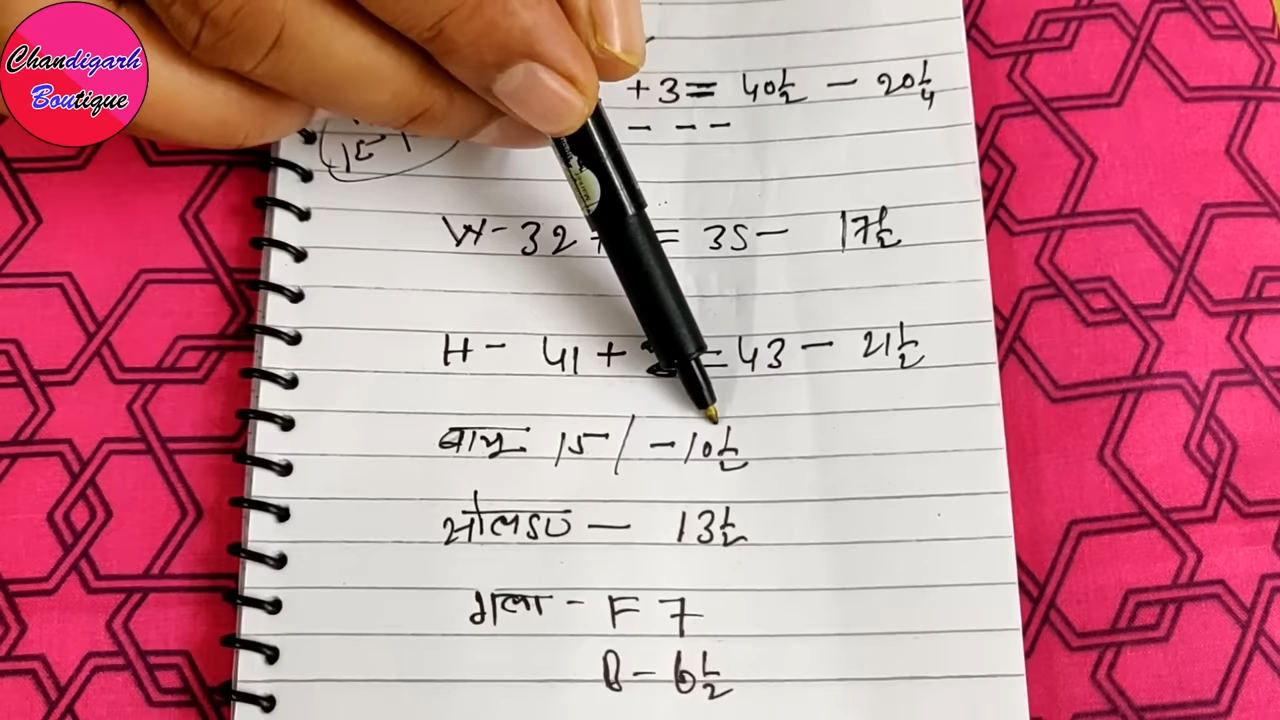 Chandigarh
Boutique
+ 3 = 40½ - 20¼
- - -
W - 32 + = 35 - 17½
H - 41 + = 43 - 21½
बाजू 15 / - 10½
सोलडर - 13½
गला - F 7
B - 6½